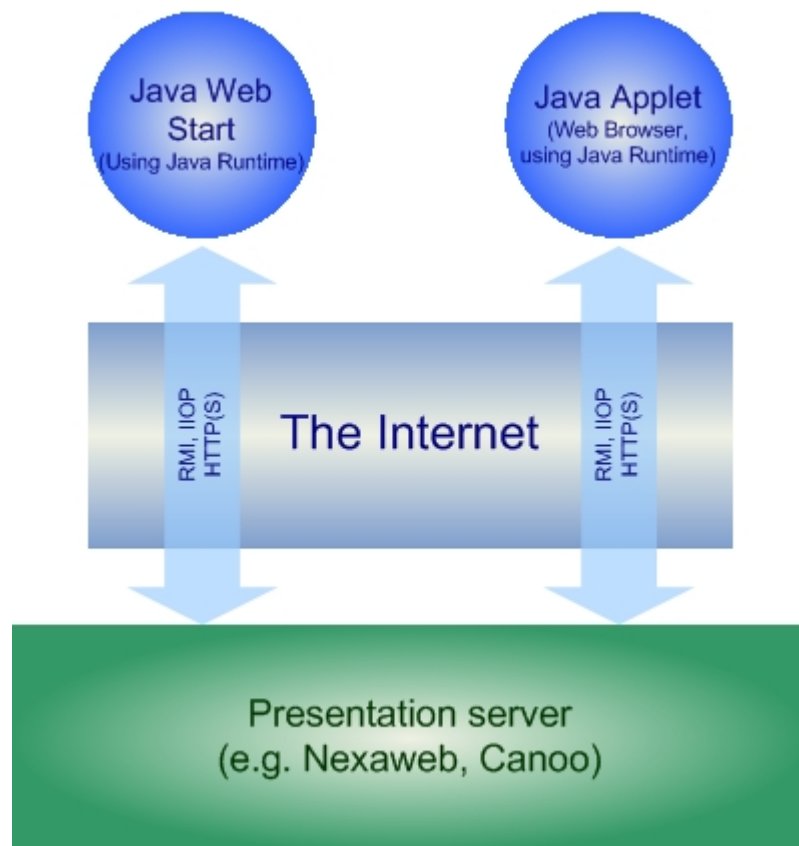 Java Web
Start
(Using Java Runtime)
Java Applet
(Web Browser,
using Java Runtime)
RMI, IIOP
HTTP(S)
The Internet
RMI, IIOP
HTTP(S)
Presentation server
(e.g. Nexaweb, Canoo)